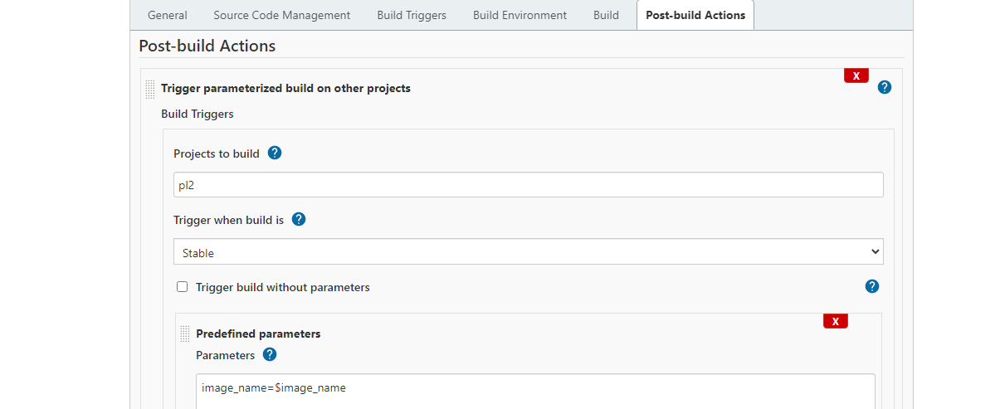 General Source Code Management Build Triggers Build Environment Build Post-build Actions
Post-build Actions
X
Trigger parameterized build on other projects ?
Build Triggers
Projects to build ?
pl2
Trigger when build is ?
Stable
Trigger build without parameters ?
X
Predefined parameters
Parameters ?
image_name=$image_name